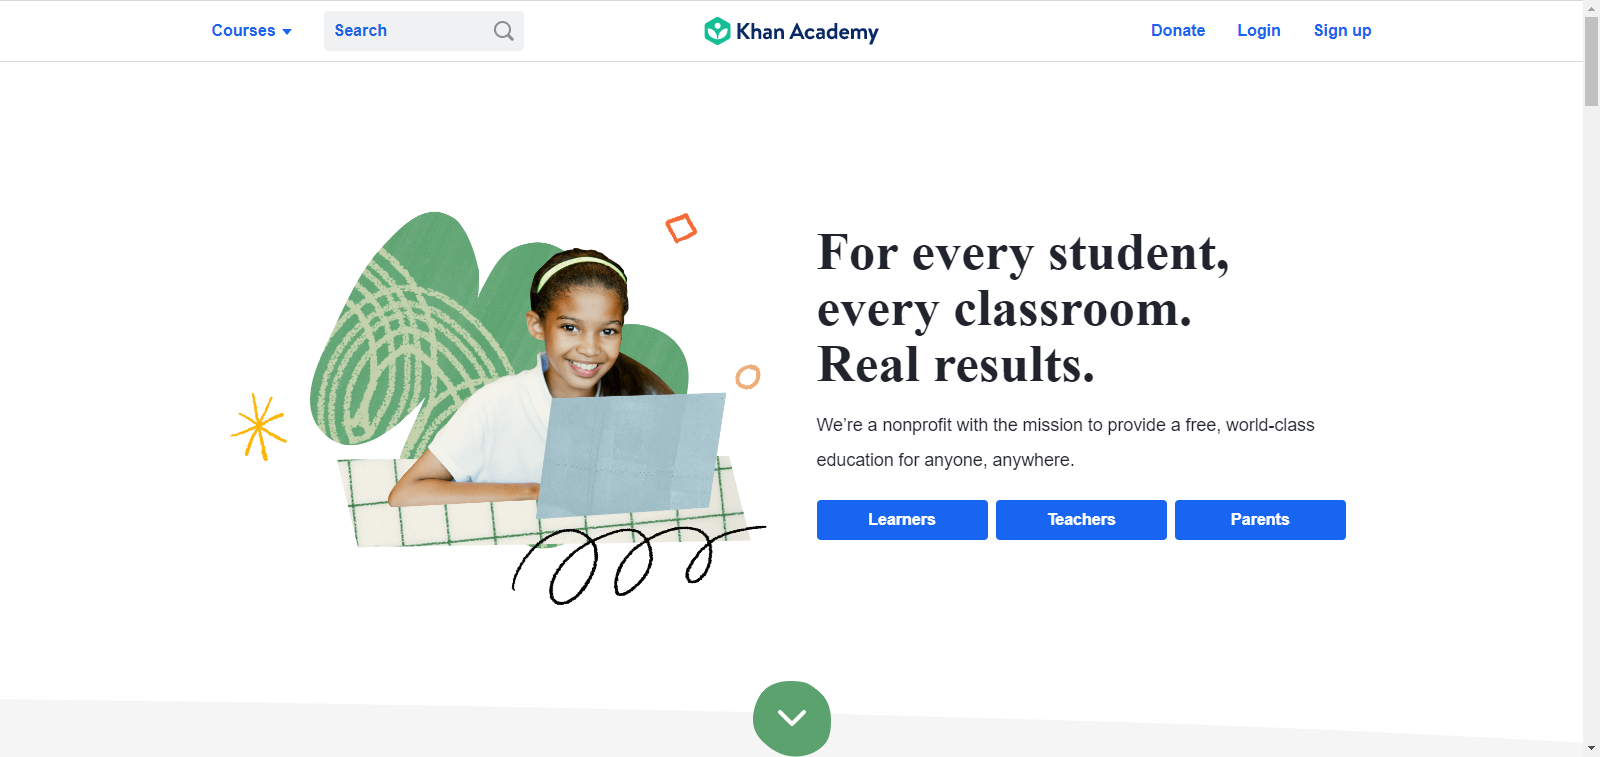 Courses
Search
Khan Academy
Donate
Login
Sign up
For every student,
every classroom.
Real results.
We’re a nonprofit with the mission to provide a free, world-class
education for anyone, anywhere.
Learners
Teachers
Parents